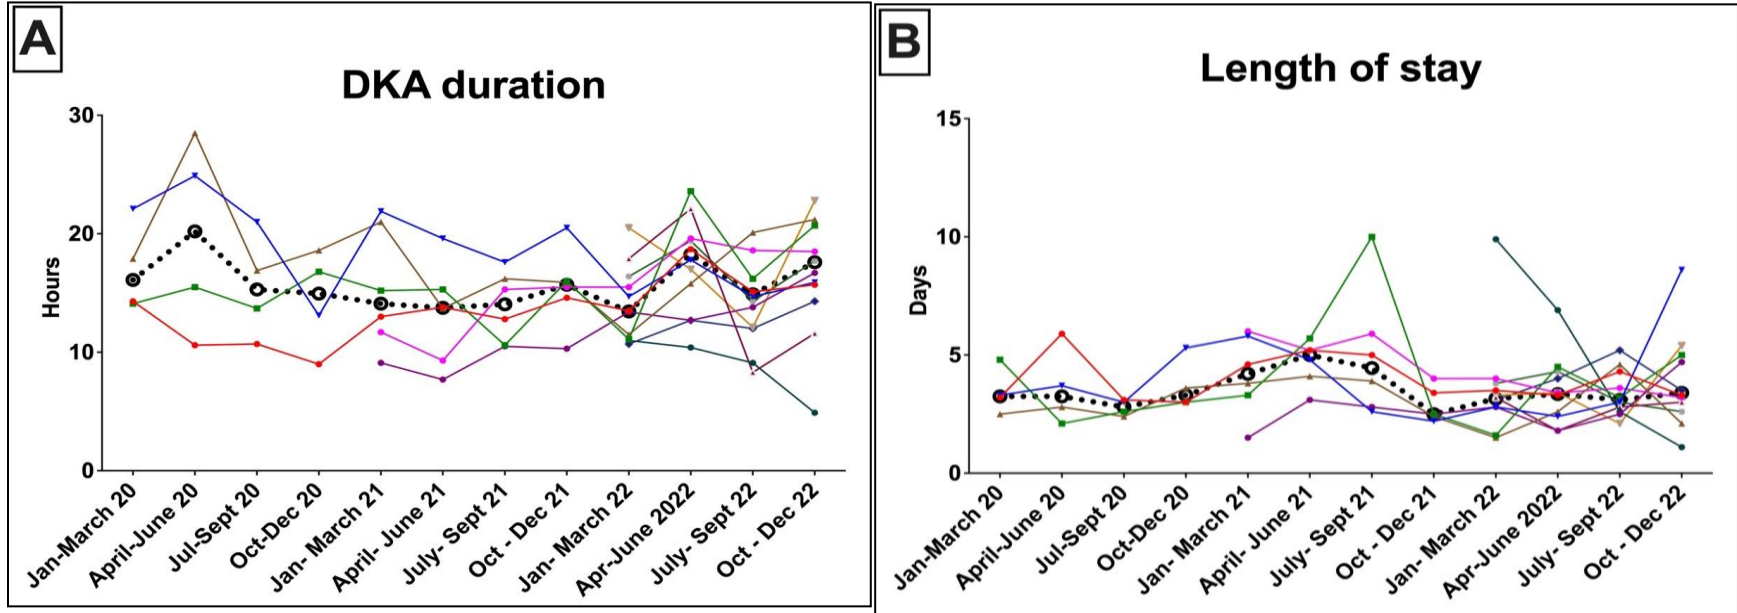 A
DKA duration
30
20
10
0
Hours
Jan-March 20
April-June 20
Jul-Sept 20
Oct-Dec 20
Jan- March 21
April- June 21
July- Sept 21
Oct - Dec 21
Jan- March 22
Apr-June 2022
July- Sept 22
Oct - Dec 22
B
Length of stay
15
10
5
0
Days
Jan-March 20
April-June 20
Jul-Sept 20
Oct-Dec 20
Jan- March 21
April- June 21
July- Sept 21
Oct - Dec 21
Jan- March 22
Apr-June 2022
July- Sept 22
Oct - Dec 22